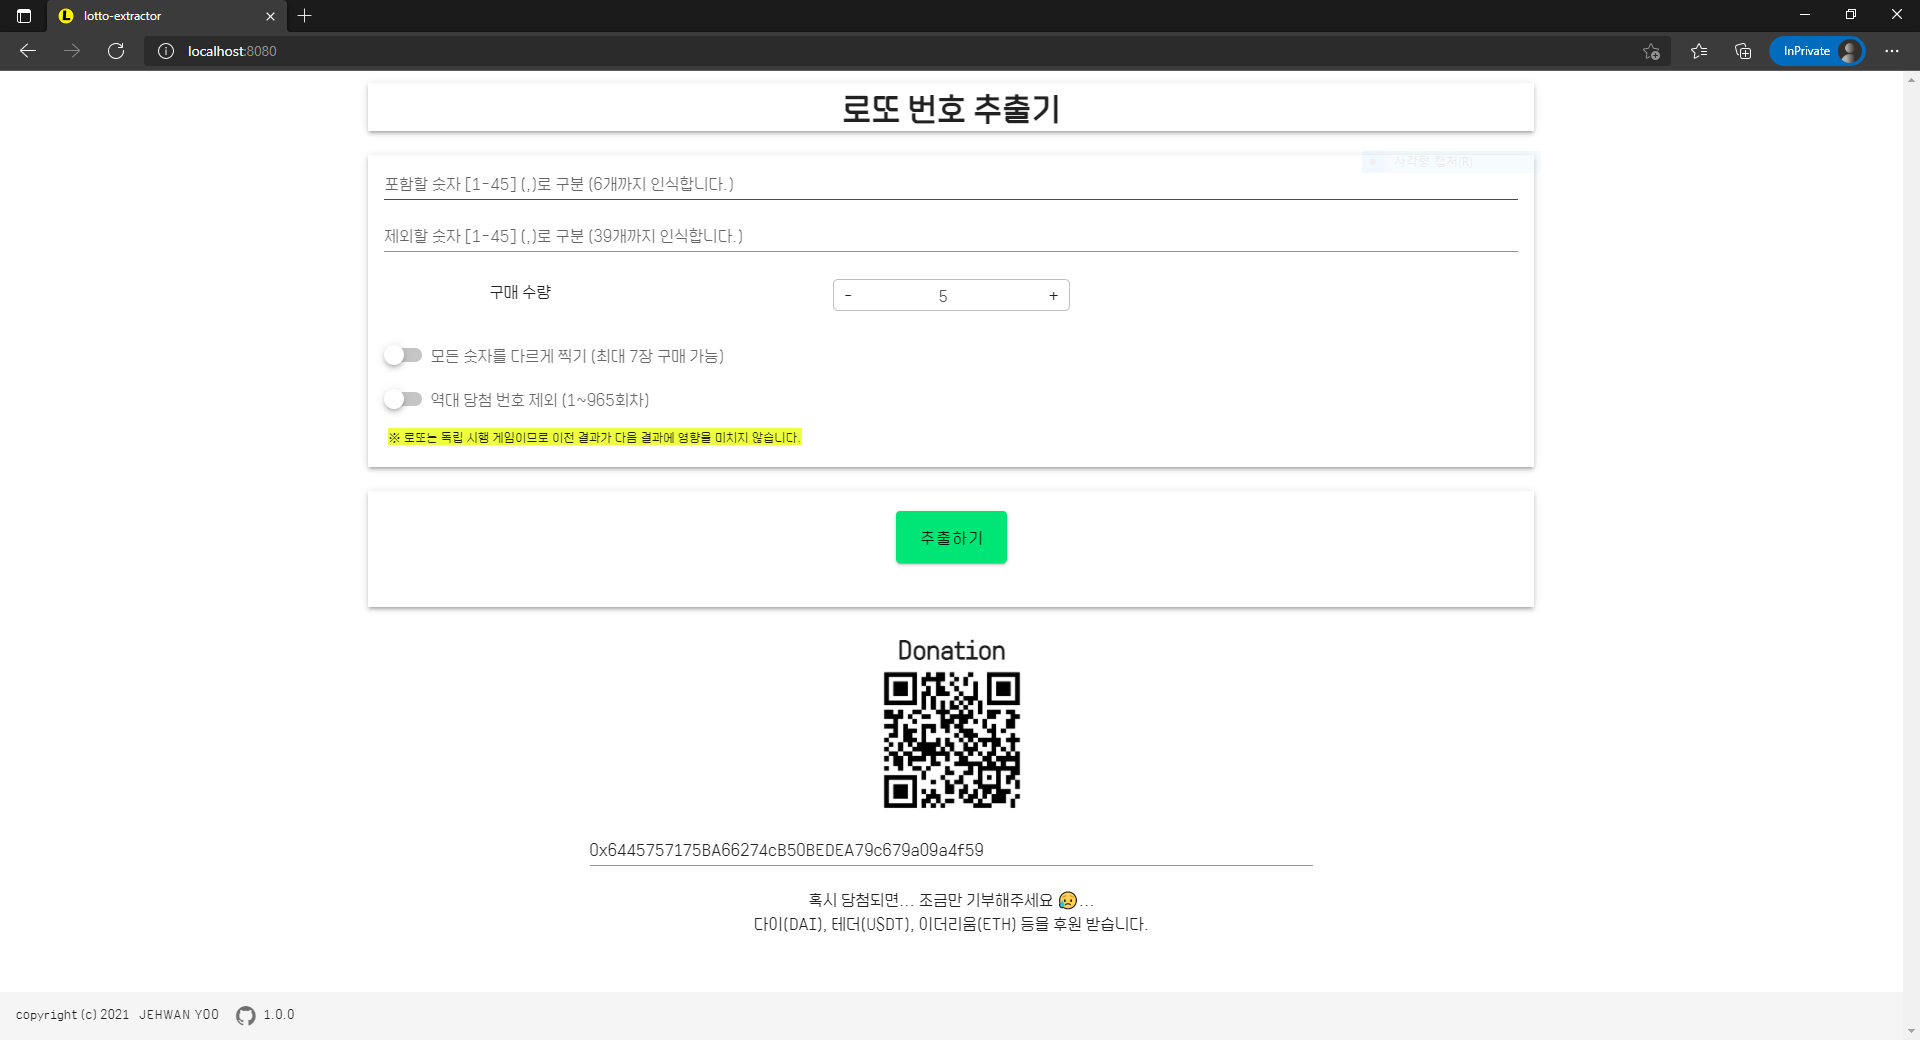 lotto-extractor
localhost:8080
InPrivate
로또 번호 추출기
사각형 캡처(R)
포함할 숫자 [1-45] (,)로 구분 (6개까지 인식합니다.)
제외할 숫자 [1-45] (,)로 구분 (39개까지 인식합니다.)
구매 수량
- 5 +
모든 숫자를 다르게 찍기 (최대 7장 구매 가능)
역대 당첨 번호 제외 (1~965회차)
※ 로또는 독립 시행 게임이므로 이전 결과가 다음 결과에 영향을 미치지 않습니다.
추출하기
Donation
0x6445757175BA66274cB50BEDEA79c679a09a4f59
혹시 당첨되면... 조금만 기부해주세요 😥...
다이(DAI), 테더(USDT), 이더리움(ETH) 등을 후원 받습니다.
copyright (c) 2021 JEHWAN YOO 1.0.0